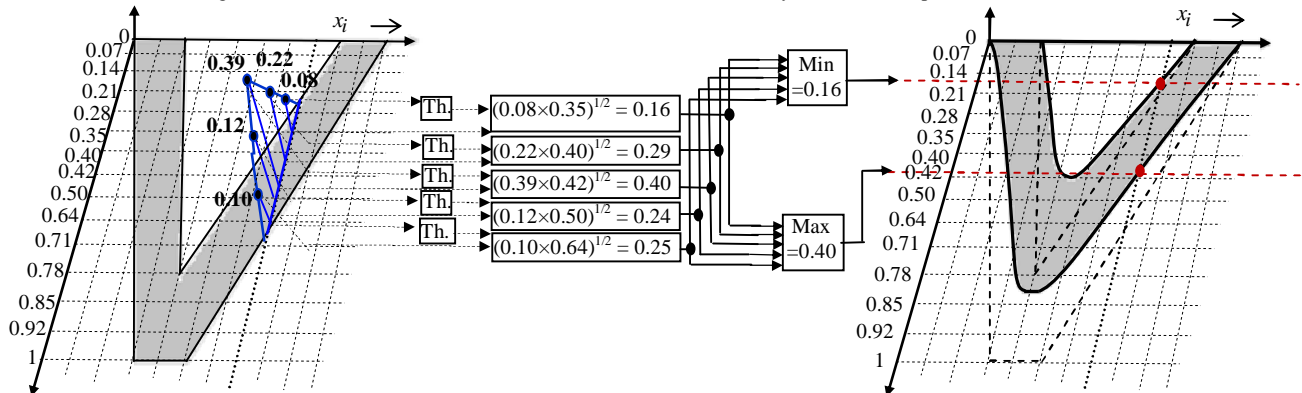 x_i
0
0.07
0.14
0.21
0.28
0.35
0.40
0.42
0.50
0.64
0.71
0.78
0.85
0.92
1
0.39
0.22
0.08
0.12
0.10
Th.
Th.
Th.
Th.
Th.
(0.08×0.35)^{1/2} = 0.16
(0.22×0.40)^{1/2} = 0.29
(0.39×0.42)^{1/2} = 0.40
(0.12×0.50)^{1/2} = 0.24
(0.10×0.64)^{1/2} = 0.25
Min
=0.16
Max
=0.40
x_i
0
0.07
0.14
0.21
0.28
0.35
0.40
0.42
0.50
0.64
0.71
0.78
0.85
0.92
1